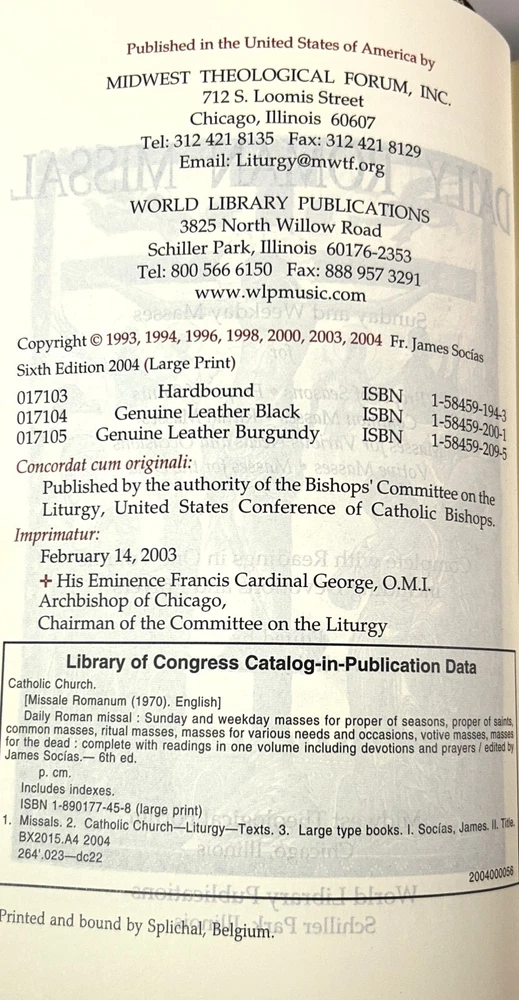 Published in the United States of America by
MIDWEST THEOLOGICAL FORUM, INC.
712 S. Loomis Street
Chicago, Illinois 60607
Tel: 312 421 8135 Fax: 312 421 8129
Email: Liturgy@mwtf.org
WORLD LIBRARY PUBLICATIONS
3825 North Willow Road
Schiller Park, Illinois 60176-2353
Tel: 800 566 6150 Fax: 888 957 3291
www.wlpmusic.com
Copyright © 1993, 1994, 1996, 1998, 2000, 2003, 2004 Fr. James Socías
Sixth Edition 2004 (Large Print)
017103 Hardbound ISBN 1-58459-194-3
017104 Genuine Leather Black ISBN 1-58459-200-1
017105 Genuine Leather Burgundy ISBN 1-58459-209-5
Concordat cum originali:
Published by the authority of the Bishops' Committee on the
Liturgy, United States Conference of Catholic Bishops.
Imprimatur:
February 14, 2003
✢ His Eminence Francis Cardinal George, O.M.I.
Archbishop of Chicago,
Chairman of the Committee on the Liturgy
Library of Congress Catalog-in-Publication Data
Catholic Church.
[Missale Romanum (1970). English]
Daily Roman missal : Sunday and weekday masses for proper of seasons, proper of saints,
common masses, ritual masses, masses for various needs and occasions, votive masses, masses
for the dead : complete with readings in one volume including devotions and prayers / edited by
James Socías.— 6th ed.
p. cm.
Includes indexes.
ISBN 1-890177-45-8 (large print)
1. Missals. 2. Catholic Church—Liturgy—Texts. 3. Large type books. I. Socías, James. II. Title.
BX2015.A4 2004
264'.023—dc22
2004000056
Printed and bound by Splichal, Belgium.